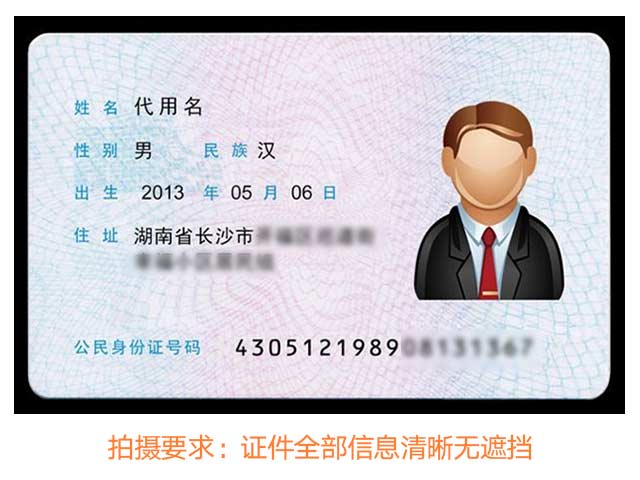 姓名 代用名
性别 男 民族 汉
出生 2013 年 05 月 06 日
住址 湖南省长沙市
公民身份证号码 4305121989
拍摄要求：证件全部信息清晰无遮挡